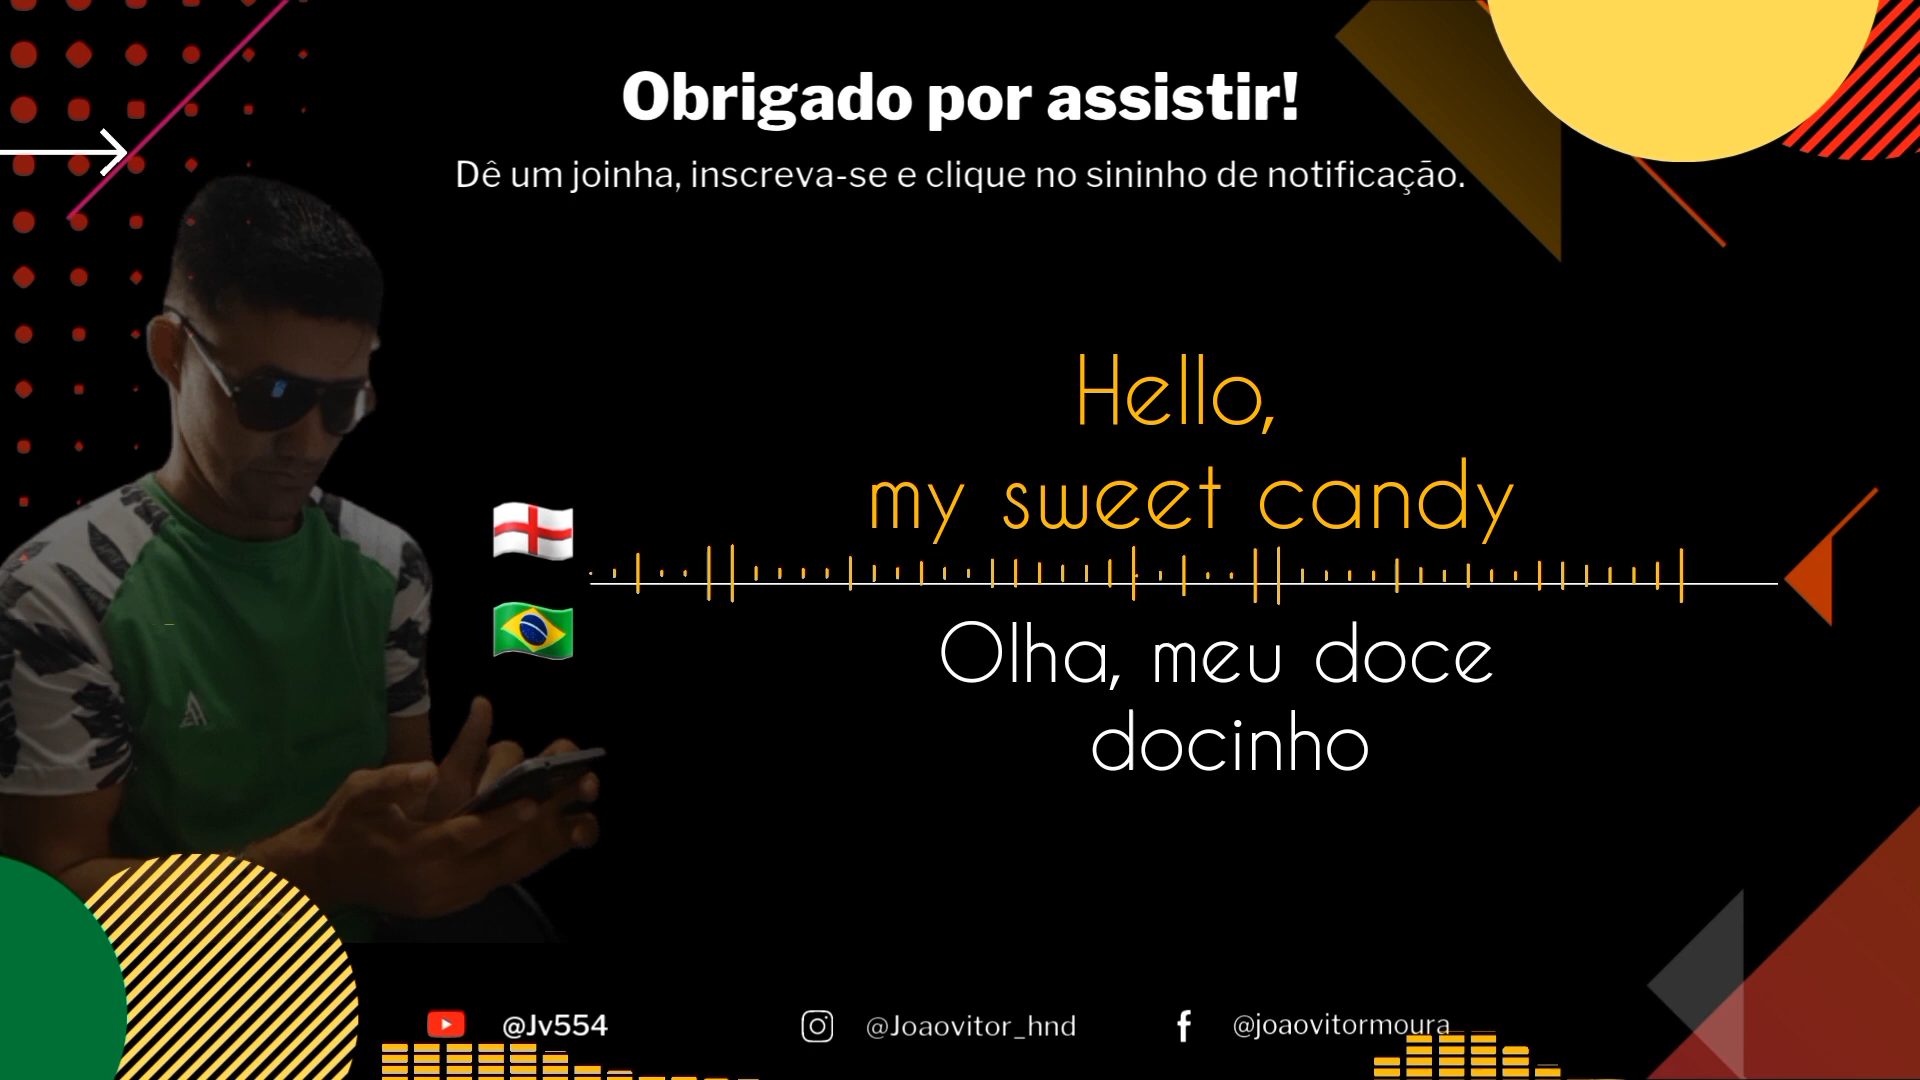 Obrigado por assistir!
Dê um joinha, inscreva-se e clique no sininho de notificação.
Hello,
my sweet candy
Olha, meu doce
docinho
@Jv554
@Joaovitor_hnd
@joaovitormoura